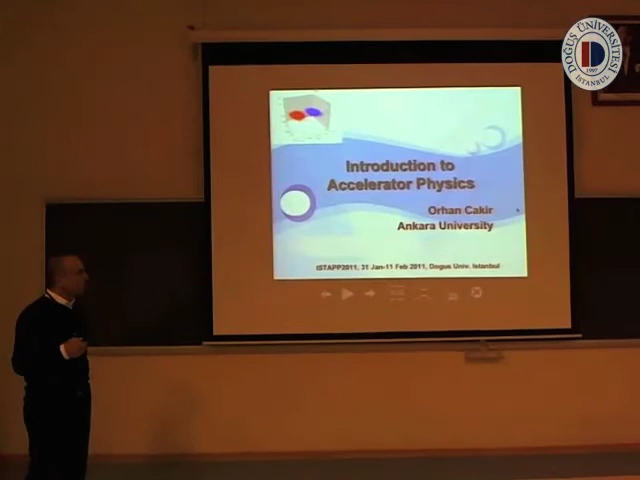 DOĞUŞ ÜNİVERSİTESİ
1997
İSTANBUL
Introduction to
Accelerator Physics
Orhan Cakir
Ankara University
ISTAPP2011, 31 Jan-11 Feb 2011, Dogus Univ. Istanbul